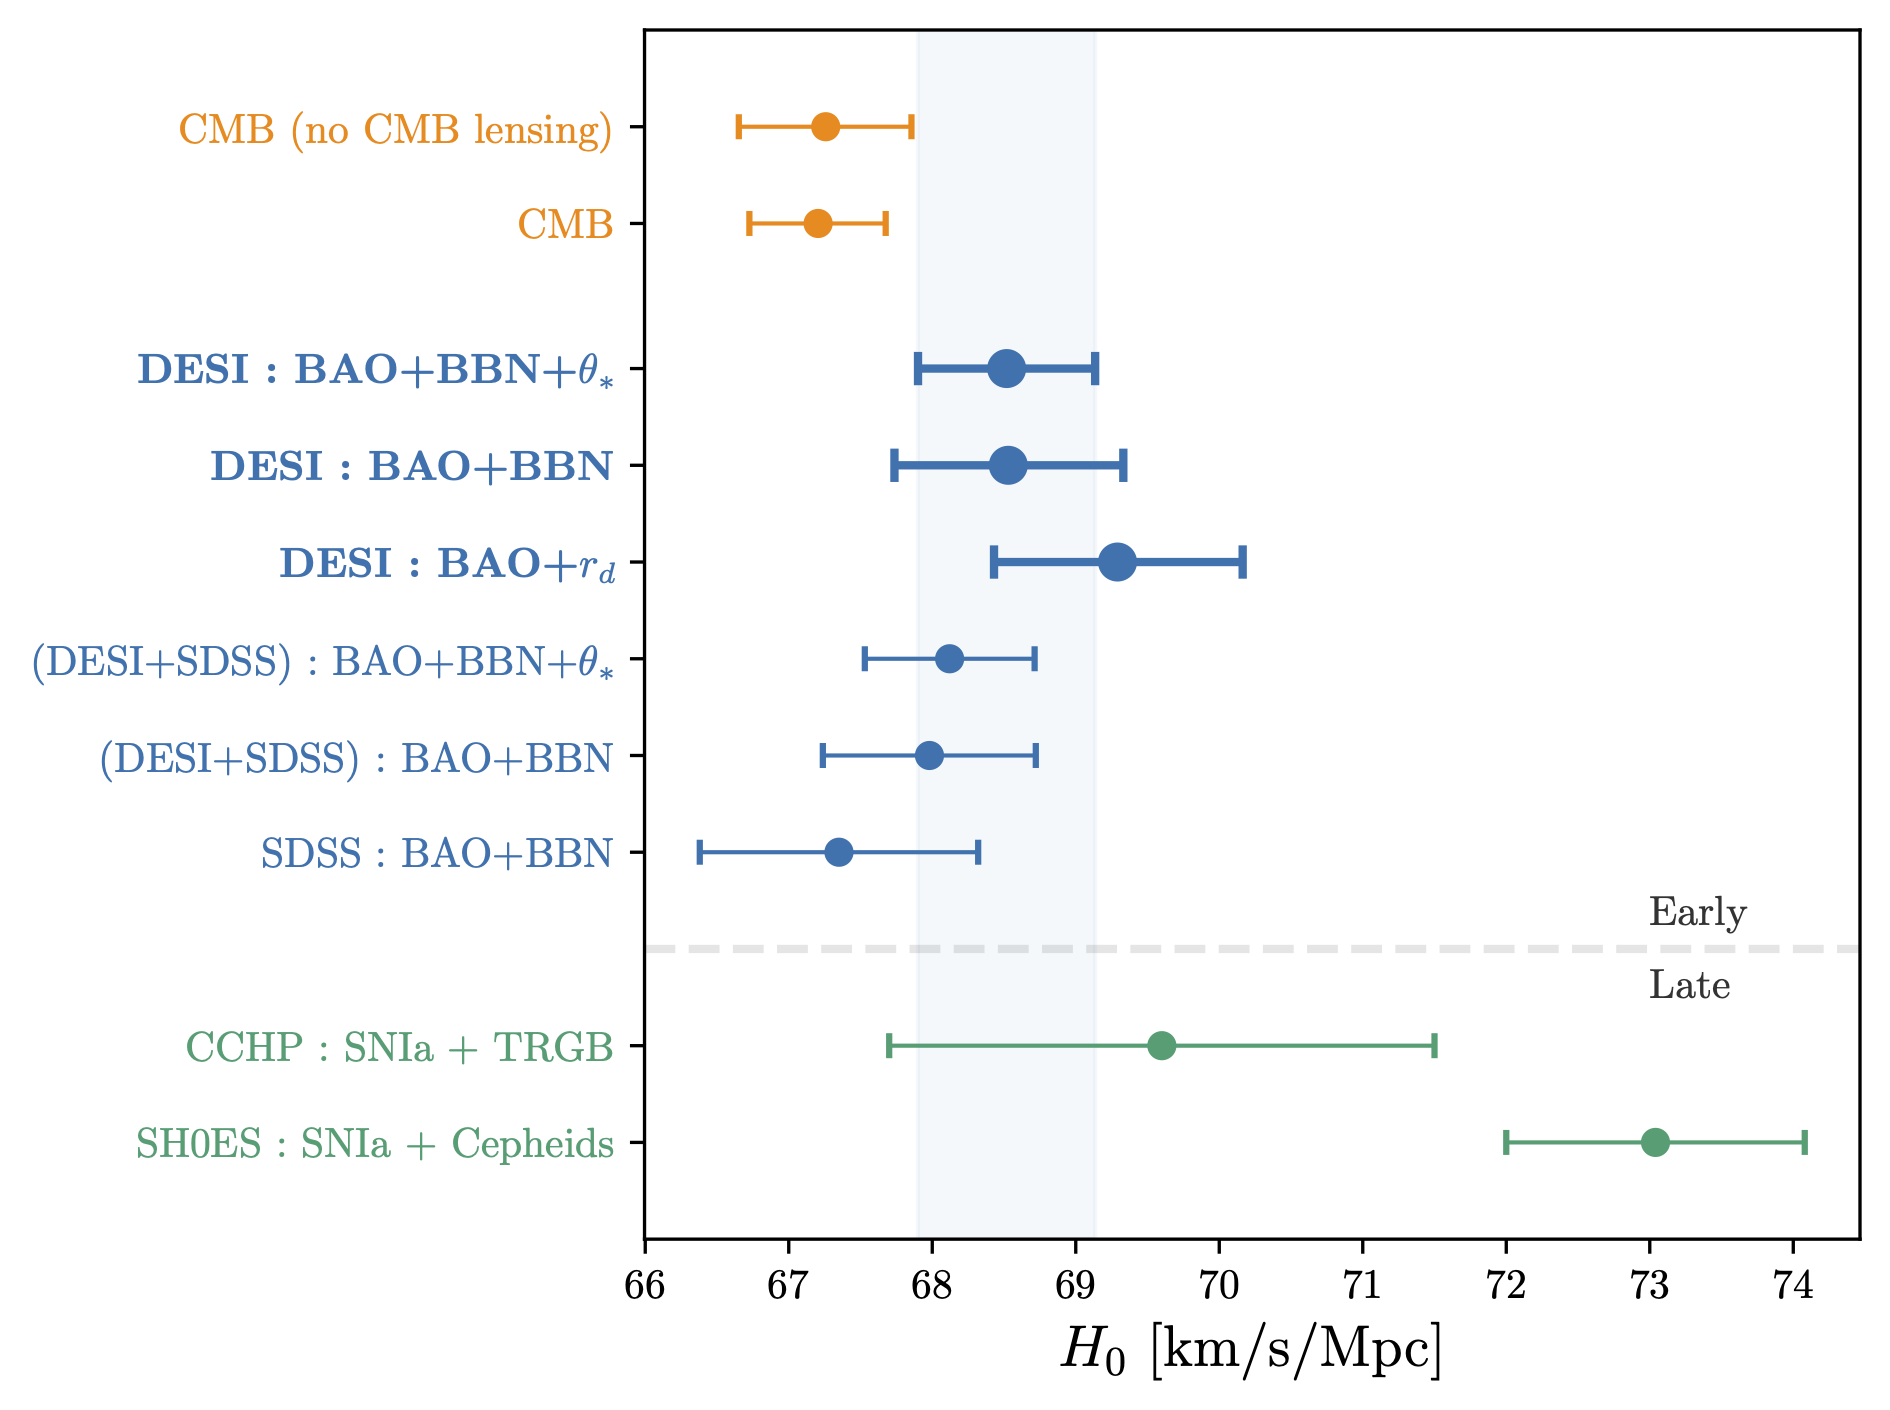 CMB (no CMB lensing)
CMB
DESI : BAO+BBN+θ*
DESI : BAO+BBN
DESI : BAO+r_d
(DESI+SDSS) : BAO+BBN+θ*
(DESI+SDSS) : BAO+BBN
SDSS : BAO+BBN
Early
Late
CCHP : SNIa + TRGB
SH0ES : SNIa + Cepheids
66 67 68 69 70 71 72 73 74
H₀ [km/s/Mpc]